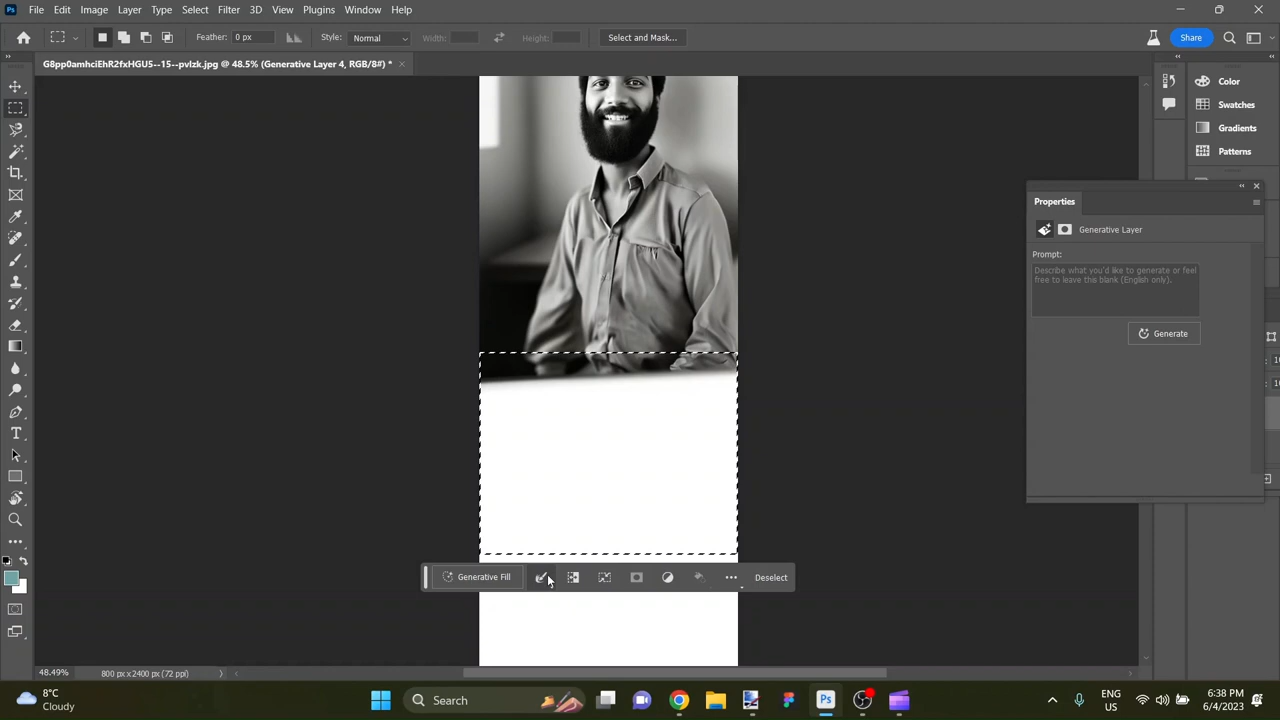 Ps File Edit Image Layer Type Select Filter 3D View Plugins Window Help
Feather: 0 px Style: Normal Width: Height: Select and Mask... Share
G8pp0amhciEhR2fxHGU5--15--pvlzk.jpg @ 48.5% (Generative Layer 4, RGB/8#) *
Color
Swatches
Gradients
Patterns
Properties
Generative Layer
Prompt:
Describe what you'd like to generate or feel
free to leave this blank (English only).
Generate
Generative Fill Deselect
48.49% 800 px x 2400 px (72 ppi)
8°C
Cloudy
Search
Ps
ENG
US
6:38 PM
6/4/2023